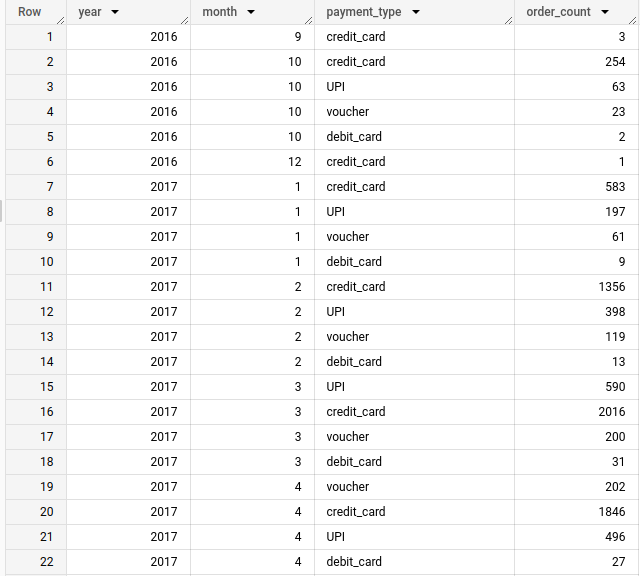 Row year month payment_type order_count
1 2016 9 credit_card 3
2 2016 10 credit_card 254
3 2016 10 UPI 63
4 2016 10 voucher 23
5 2016 10 debit_card 2
6 2016 12 credit_card 1
7 2017 1 credit_card 583
8 2017 1 UPI 197
9 2017 1 voucher 61
10 2017 1 debit_card 9
11 2017 2 credit_card 1356
12 2017 2 UPI 398
13 2017 2 voucher 119
14 2017 2 debit_card 13
15 2017 3 UPI 590
16 2017 3 credit_card 2016
17 2017 3 voucher 200
18 2017 3 debit_card 31
19 2017 4 voucher 202
20 2017 4 credit_card 1846
21 2017 4 UPI 496
22 2017 4 debit_card 27